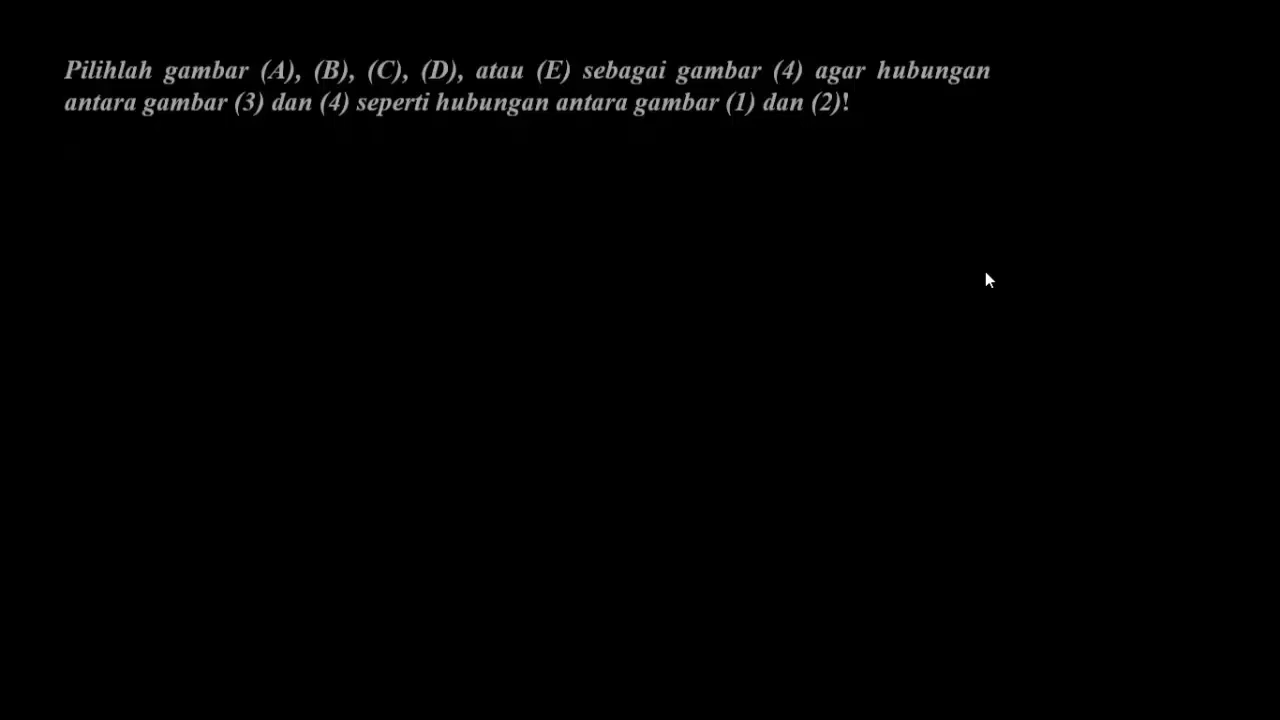 Pilihlah gambar (A), (B), (C), (D), atau (E) sebagai gambar (4) agar hubungan
antara gambar (3) dan (4) seperti hubungan antara gambar (1) dan (2)!